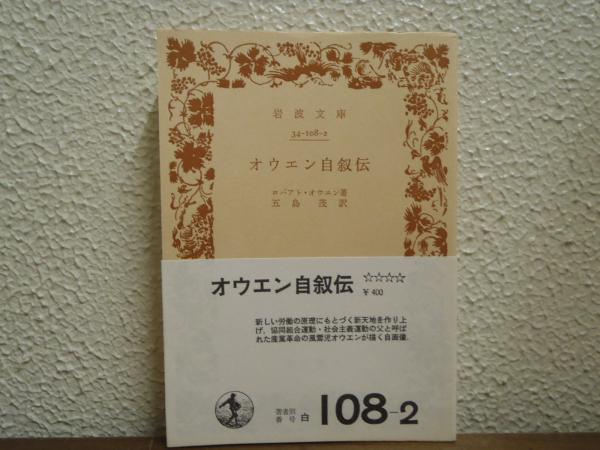 岩波文庫
34-108-2
オウエン自叙伝
ロバアト・オウエン著
五島茂訳
オウエン自叙伝 ☆☆☆☆
¥400
新しい労働の原理にもとづく新天地を作り上
げ，協同組合運動・社会主義運動の父と呼ば
れた産業革命の風雲児オウエンが描く自画像．
著者別
番号 白 108-2